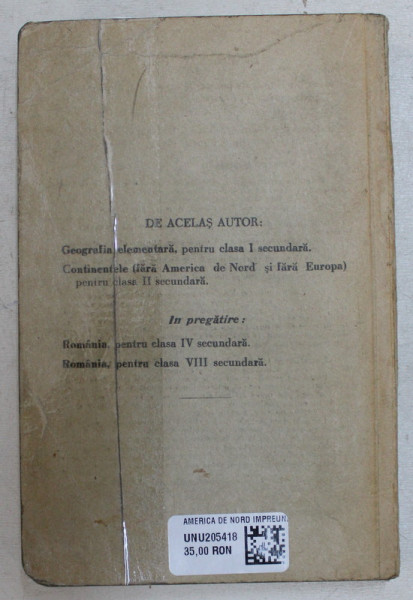 DE ACELAȘ AUTOR:
Geografia elementară, pentru clasa I secundară.
Continentele (fără America de Nord și fără Europa)
pentru clasa II secundară.
In pregătire:
România, pentru clasa IV secundară.
România, pentru clasa VIII secundară.
AMERICA DE NORD IMPREUN
UNU205418
35,00 RON